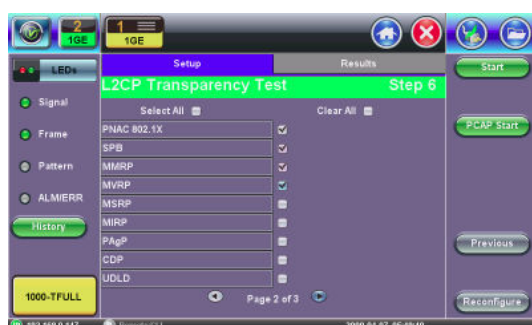 2
1GE
1
1GE
LEDs
Setup
Results
Start
L2CP Transparency Test
Step 6
Signal
Select All
Clear All
PNAC 802.1X
PCAP Start
Frame
SPB
Pattern
MMRP
MVRP
ALM/ERR
MSRP
History
MIRP
PAgP
Previous
CDP
UDLD
1000-TFULL
Page 2 of 3
Reconfigure